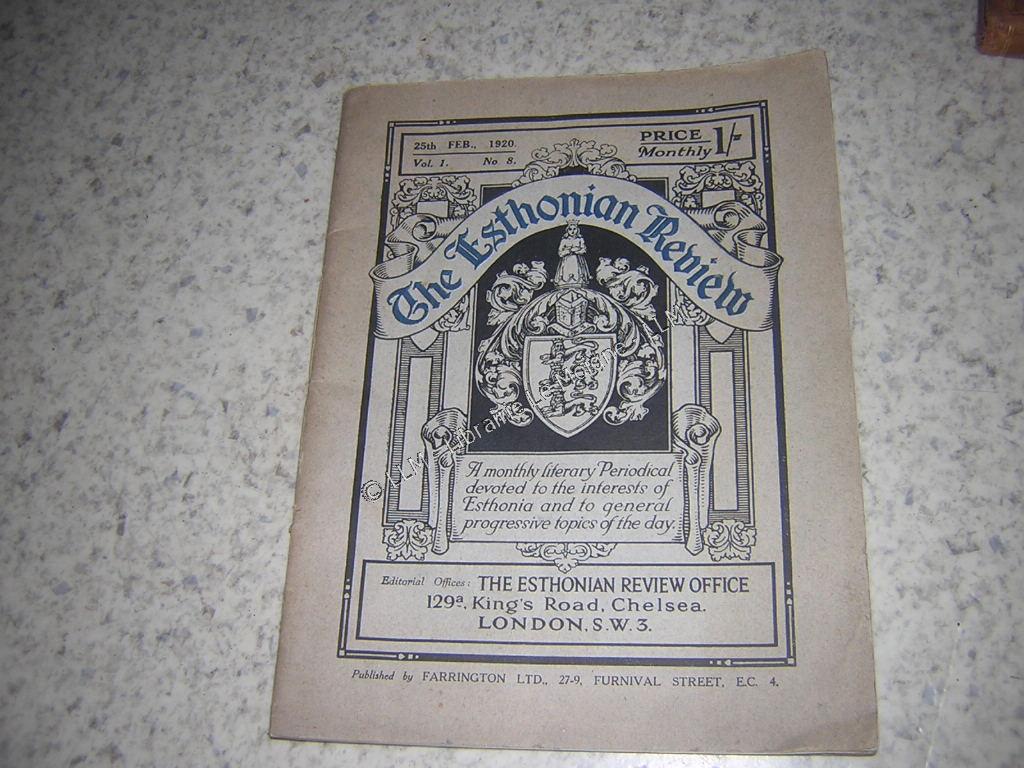 25th FEB., 1920.
Vol. 1. No. 8.
PRICE
Monthly 1/=
The Esthonian Review
A monthly literary Periodical
devoted to the interests of
Esthonia and to general
progressive topics of the day.
Editorial Offices: THE ESTHONIAN REVIEW OFFICE
129a, King's Road, Chelsea.
LONDON, S.W. 3.
Published by FARRINGTON LTD., 27-9, FURNIVAL STREET, E.C. 4.